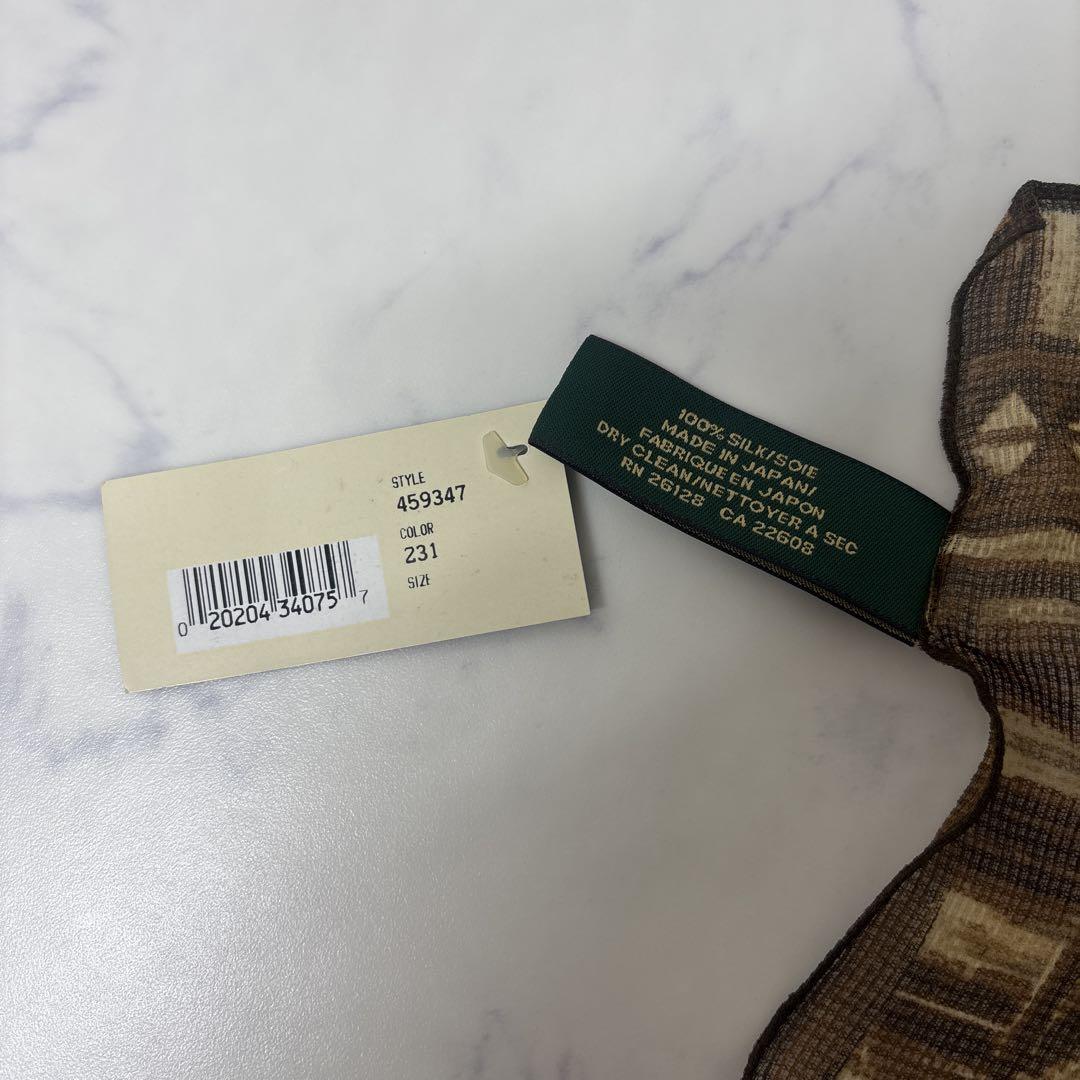 STYLE
459347
COLOR
231
SIZE
0 20204 34075 7
100% SILK/SOIE
MADE IN JAPAN/
FABRIQUE EN JAPON
DRY CLEAN/NETTOYER A SEC
RN 26128 CA 22608